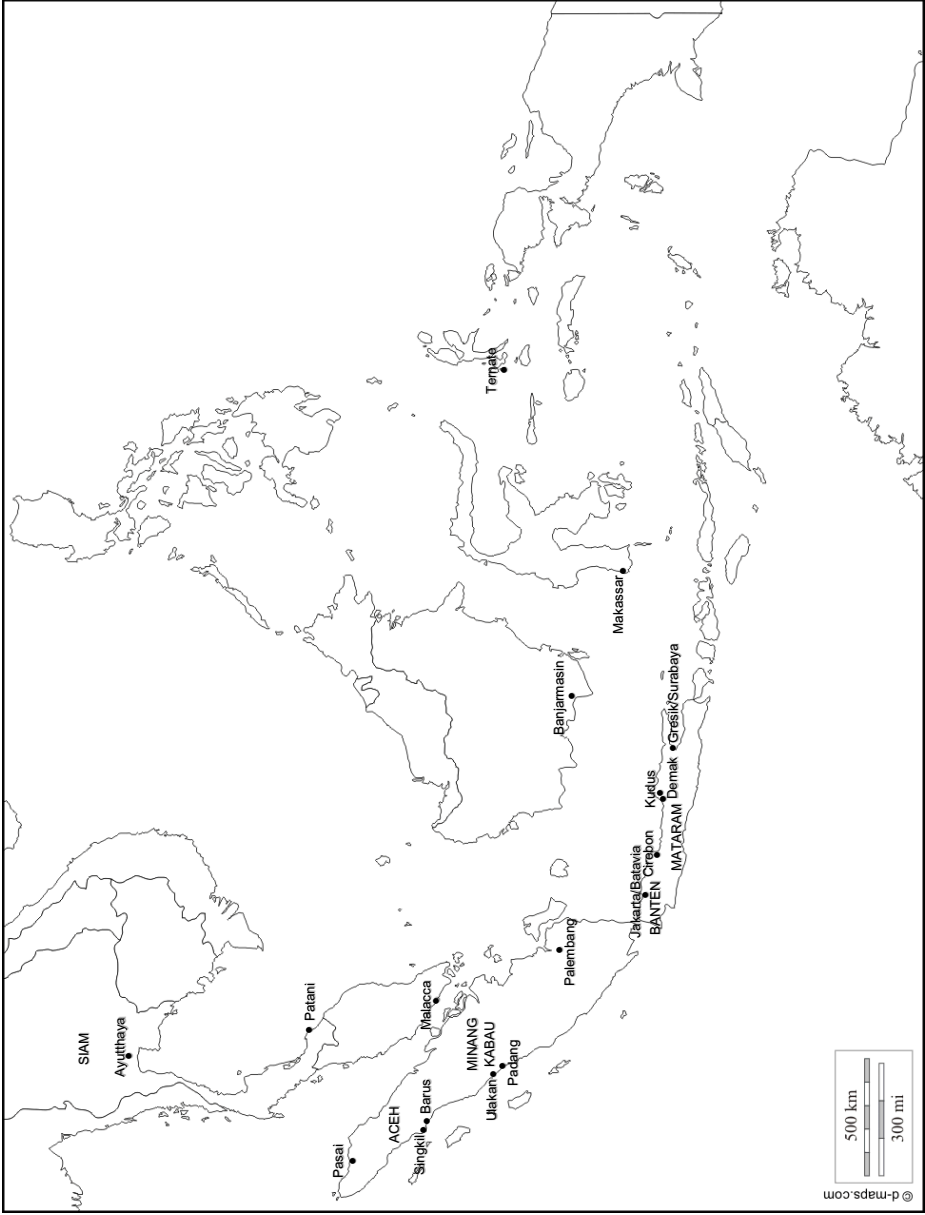 SIAM
Ayutthaya
Patani
Pasai
ACEH
Singkill
Barus
Malacca
MINANG
KABAU
Ulakan
Padang
Palembang
Jakarta/Batavia
BANTEN
Cirebon
MATARAM
Kudus
Demak
Gresik/Surabaya
Banjarmasin
Makassar
Ternate
500 km
300 mi
© d-maps.com